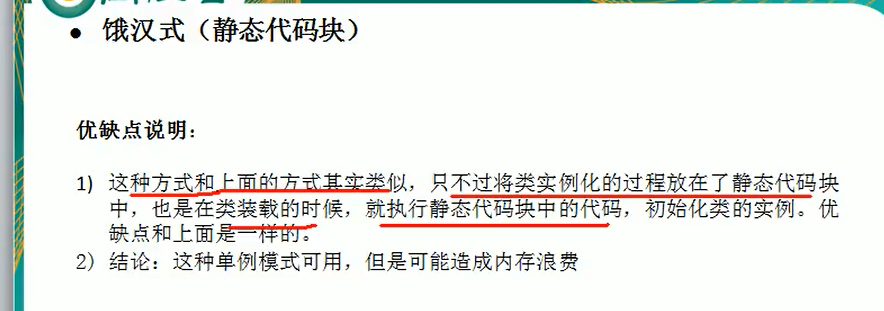 ● 饿汉式（静态代码块）
优缺点说明：
1) 这种方式和上面的方式其实类似，只不过将类实例化的过程放在了静态代码块
中，也是在类装载的时候，就执行静态代码块中的代码，初始化类的实例。优
缺点和上面是一样的。
2) 结论：这种单例模式可用，但是可能造成内存浪费